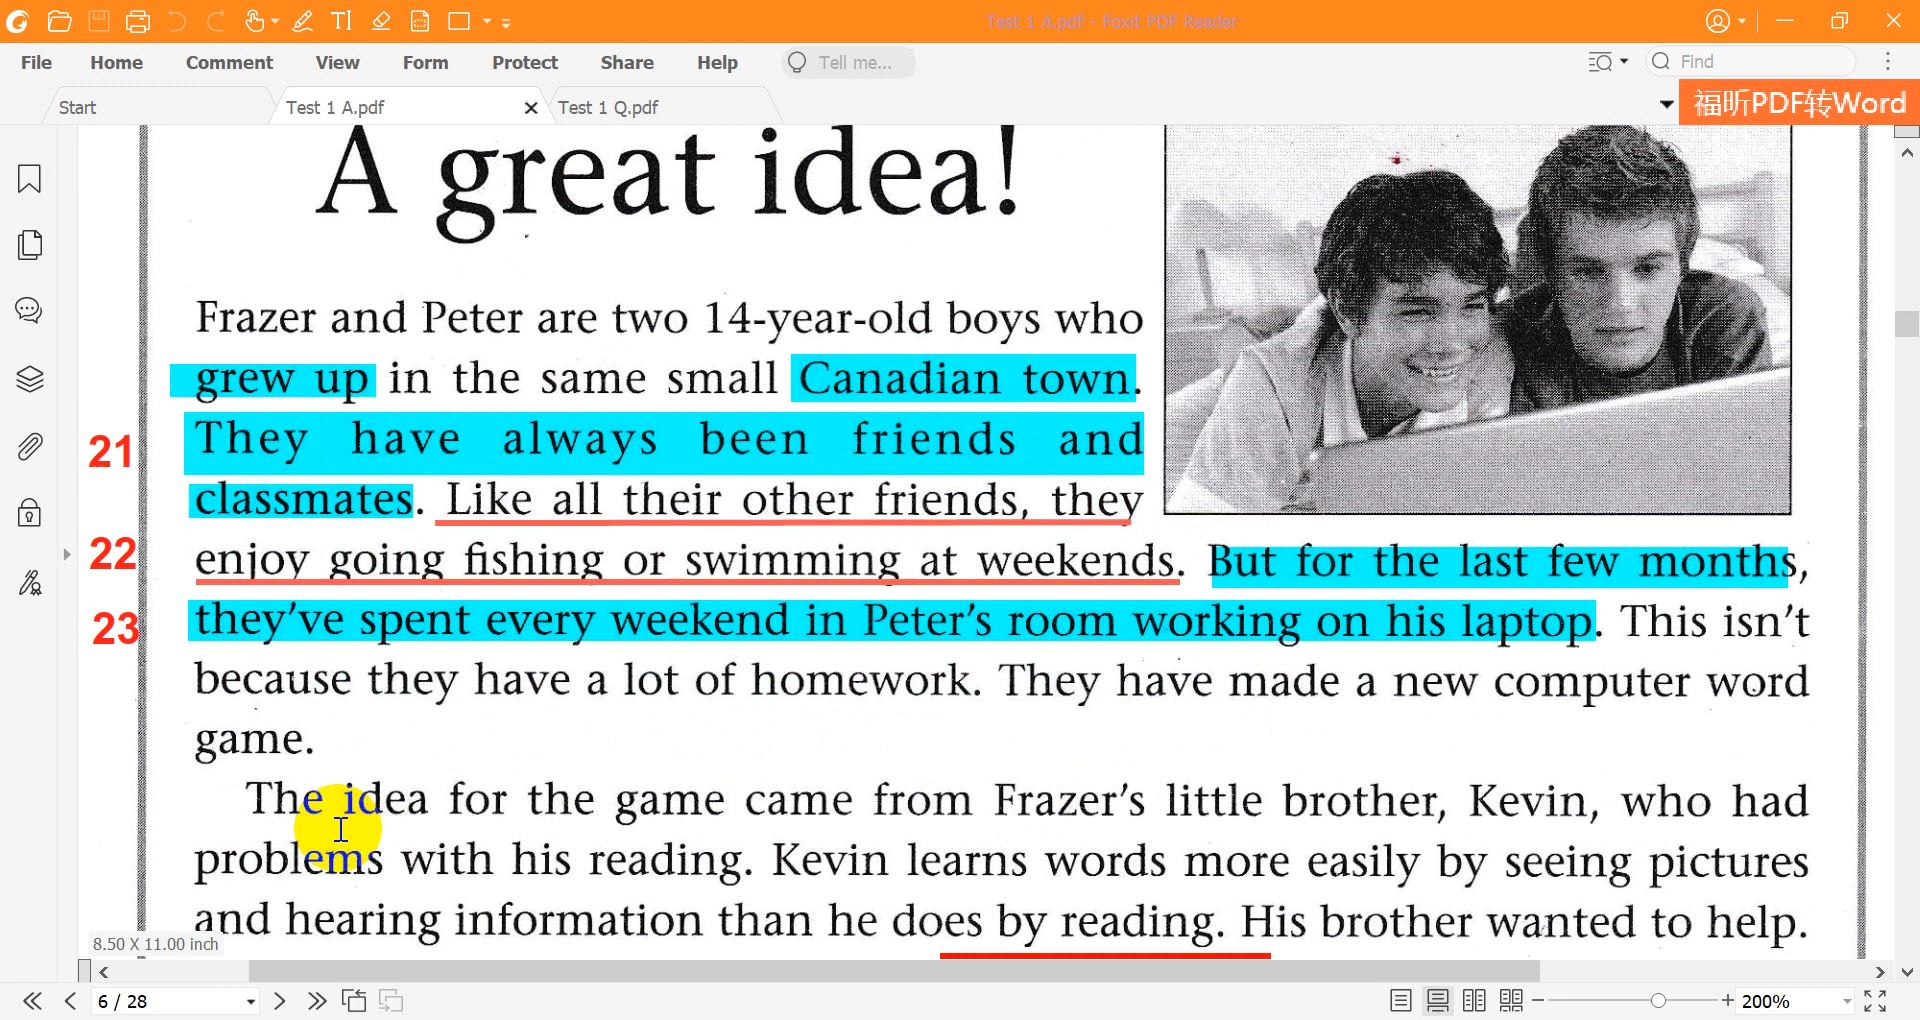 Test 1 A.pdf - Foxit PDF Reader
File Home Comment View Form Protect Share Help Tell me... Find
Start Test 1 A.pdf Test 1 Q.pdf 福昕PDF转Word
A great idea!
Frazer and Peter are two 14-year-old boys who
grew up in the same small Canadian town.
21 They have always been friends and
classmates. Like all their other friends, they
22 enjoy going fishing or swimming at weekends. But for the last few months,
23 they've spent every weekend in Peter's room working on his laptop. This isn't
because they have a lot of homework. They have made a new computer word
game.
The idea for the game came from Frazer's little brother, Kevin, who had
problems with his reading. Kevin learns words more easily by seeing pictures
and hearing information than he does by reading. His brother wanted to help.
8.50 X 11.00 inch
6 / 28 200%